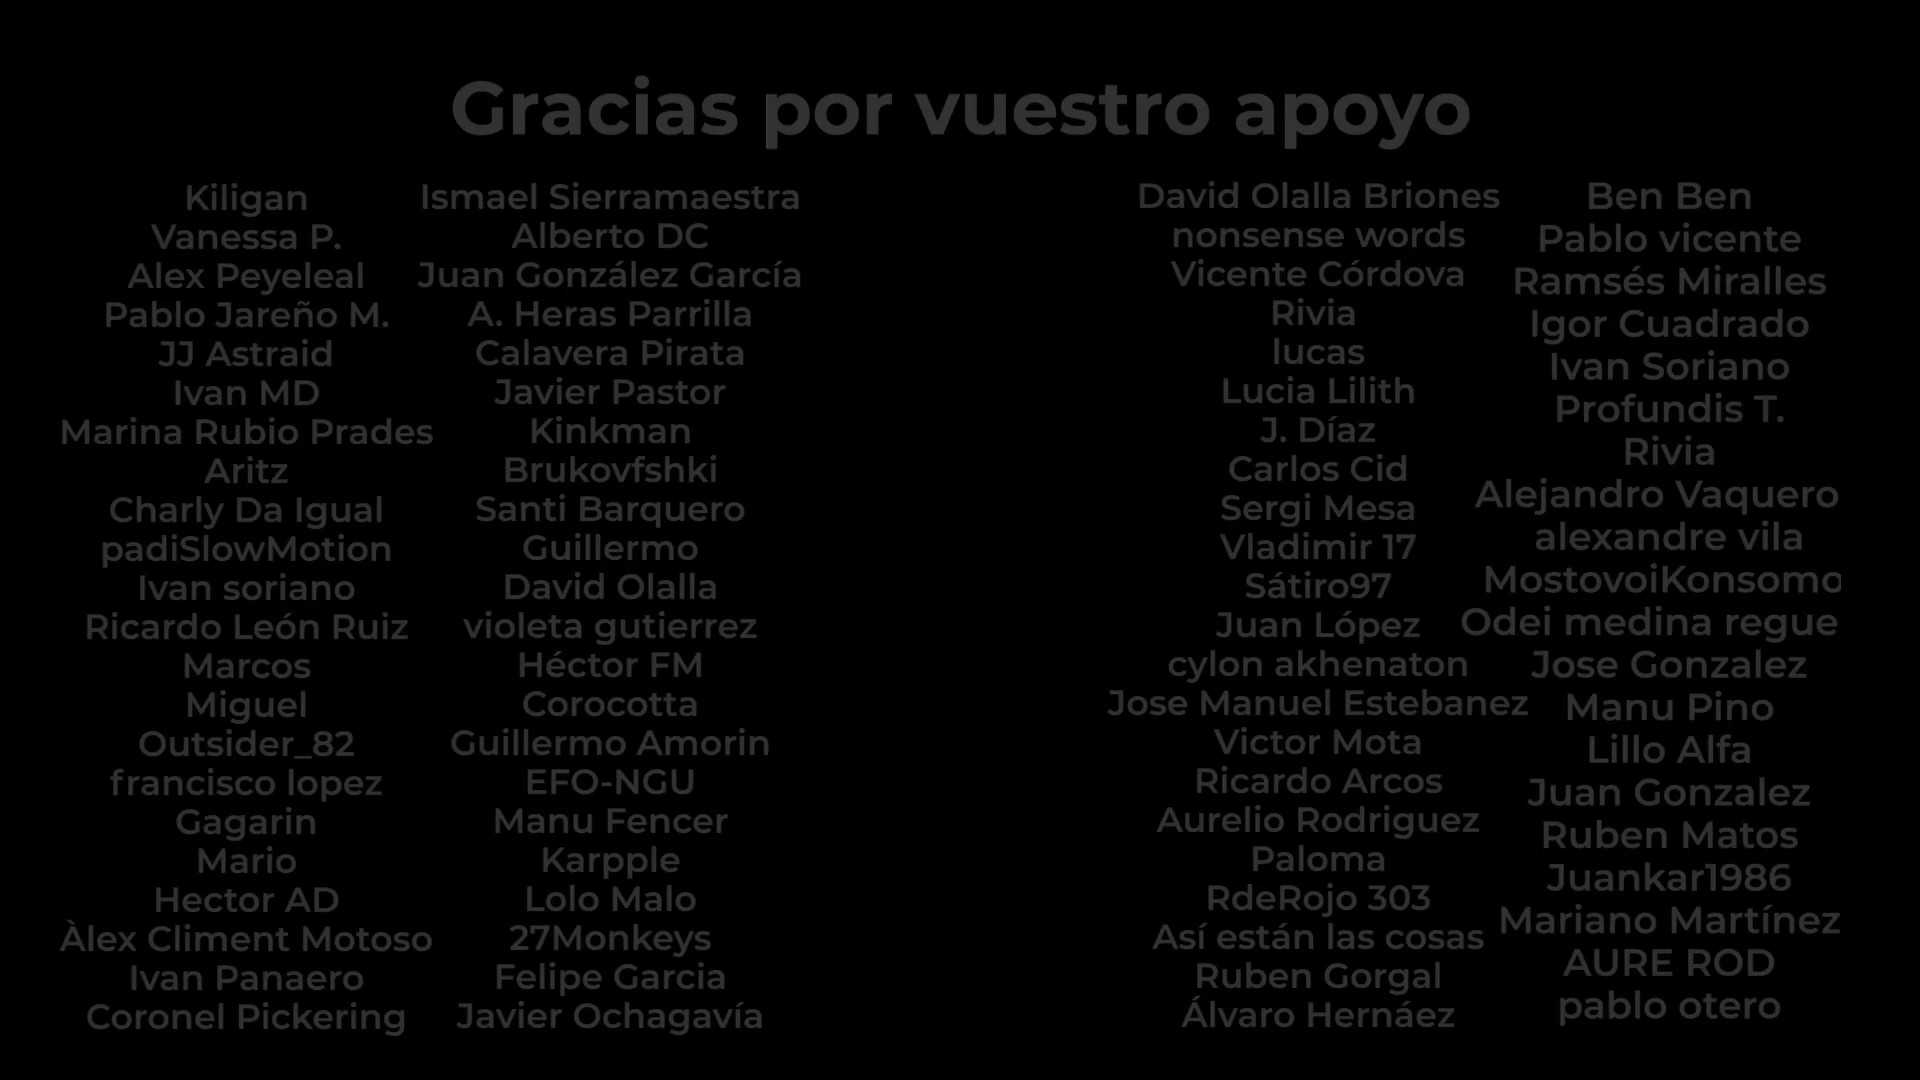 Gracias por vuestro apoyo
Kiligan
Vanessa P.
Alex Peyeleal
Pablo Jareño M.
JJ Astraid
Ivan MD
Marina Rubio Prades
Aritz
Charly Da Igual
padiSlowMotion
Ivan soriano
Ricardo León Ruiz
Marcos
Miguel
Outsider_82
francisco lopez
Gagarin
Mario
Hector AD
Àlex Climent Motoso
Ivan Panaero
Coronel Pickering
Ismael Sierramaestra
Alberto DC
Juan González García
A. Heras Parrilla
Calavera Pirata
Javier Pastor
Kinkman
Brukovfshki
Santi Barquero
Guillermo
David Olalla
violeta gutierrez
Héctor FM
Corocotta
Guillermo Amorin
EFO-NGU
Manu Fencer
Karpple
Lolo Malo
27Monkeys
Felipe Garcia
Javier Ochagavía
David Olalla Briones
nonsense words
Vicente Córdova
Rivia
lucas
Lucia Lilith
J. Díaz
Carlos Cid
Sergi Mesa
Vladimir 17
Sátiro97
Juan López
cylon akhenaton
Jose Manuel Estebanez
Victor Mota
Ricardo Arcos
Aurelio Rodriguez
Paloma
RdeRojo 303
Así están las cosas
Ruben Gorgal
Álvaro Hernáez
Ben Ben
Pablo vicente
Ramsés Miralles
Igor Cuadrado
Ivan Soriano
Profundis T.
Rivia
Alejandro Vaquero
alexandre vila
MostovoiKonsomo
Odei medina regue
Jose Gonzalez
Manu Pino
Lillo Alfa
Juan Gonzalez
Ruben Matos
Juankar1986
Mariano Martínez
AURE ROD
pablo otero